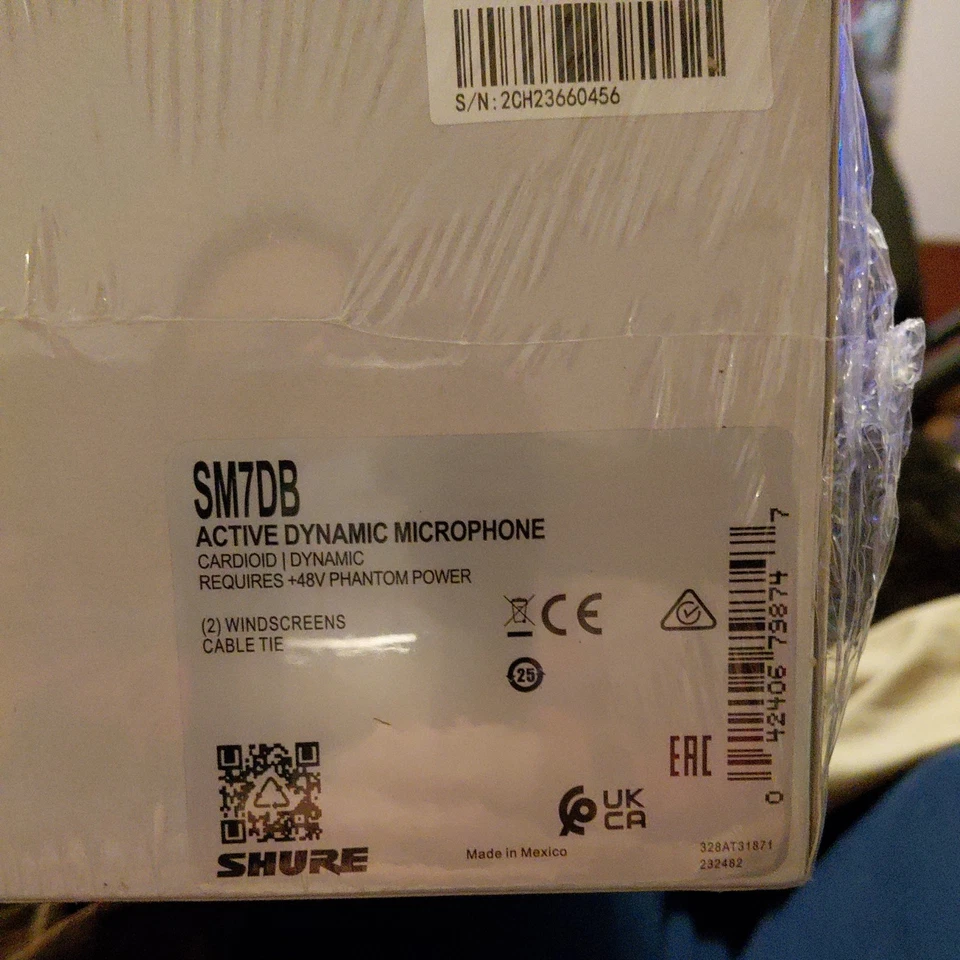 S/N:2CH23660456
SM7DB
ACTIVE DYNAMIC MICROPHONE
CARDIOID | DYNAMIC
REQUIRES +48V PHANTOM POWER
(2) WINDSCREENS
CABLE TIE
CE
25
0 42406 79874 7
EAC
UK
CA
SHURE
Made in Mexico
328AT31871
232482